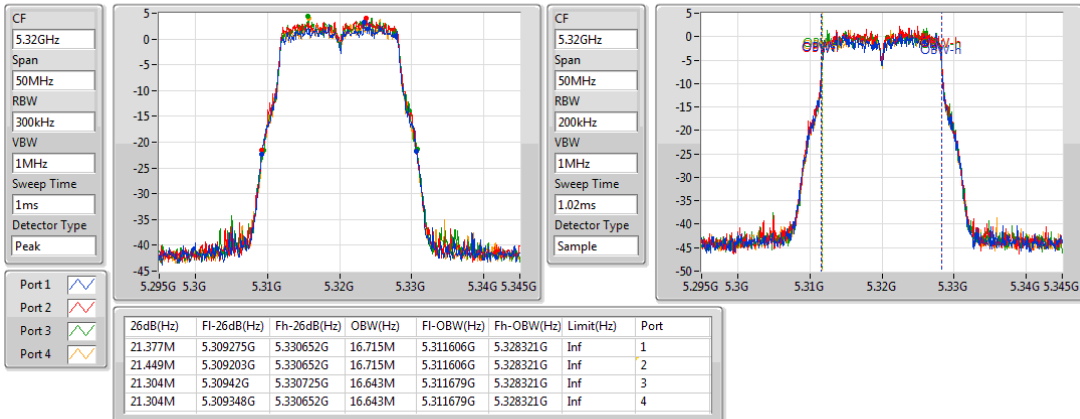 CF
5.32GHz
Span
50MHz
RBW
300kHz
VBW
1MHz
Sweep Time
1ms
Detector Type
Peak
5
0
-5
-10
-15
-20
-25
-30
-35
-40
-45
5.295G 5.3G 5.31G 5.32G 5.33G 5.34G 5.345G
CF
5.32GHz
Span
50MHz
RBW
200kHz
VBW
1MHz
Sweep Time
1.02ms
Detector Type
Sample
5
0
-5
-10
-15
-20
-25
-30
-35
-40
-45
-50
OBW-h
5.295G 5.3G 5.31G 5.32G 5.33G 5.34G 5.345G
Port 1
Port 2
Port 3
Port 4
26dB(Hz) Fl-26dB(Hz) Fh-26dB(Hz) OBW(Hz) Fl-OBW(Hz) Fh-OBW(Hz) Limit(Hz) Port
21.377M 5.309275G 5.330652G 16.715M 5.311606G 5.328321G Inf 1
21.449M 5.309203G 5.330652G 16.715M 5.311606G 5.328321G Inf 2
21.304M 5.30942G 5.330725G 16.643M 5.311679G 5.328321G Inf 3
21.304M 5.309348G 5.330652G 16.643M 5.311679G 5.328321G Inf 4